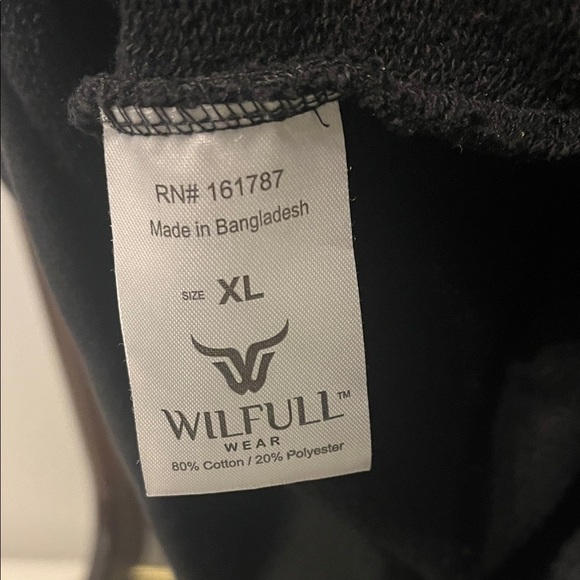 RN# 161787
Made in Bangladesh
SIZE XL
WILFULL™
WEAR
80% Cotton / 20% Polyester